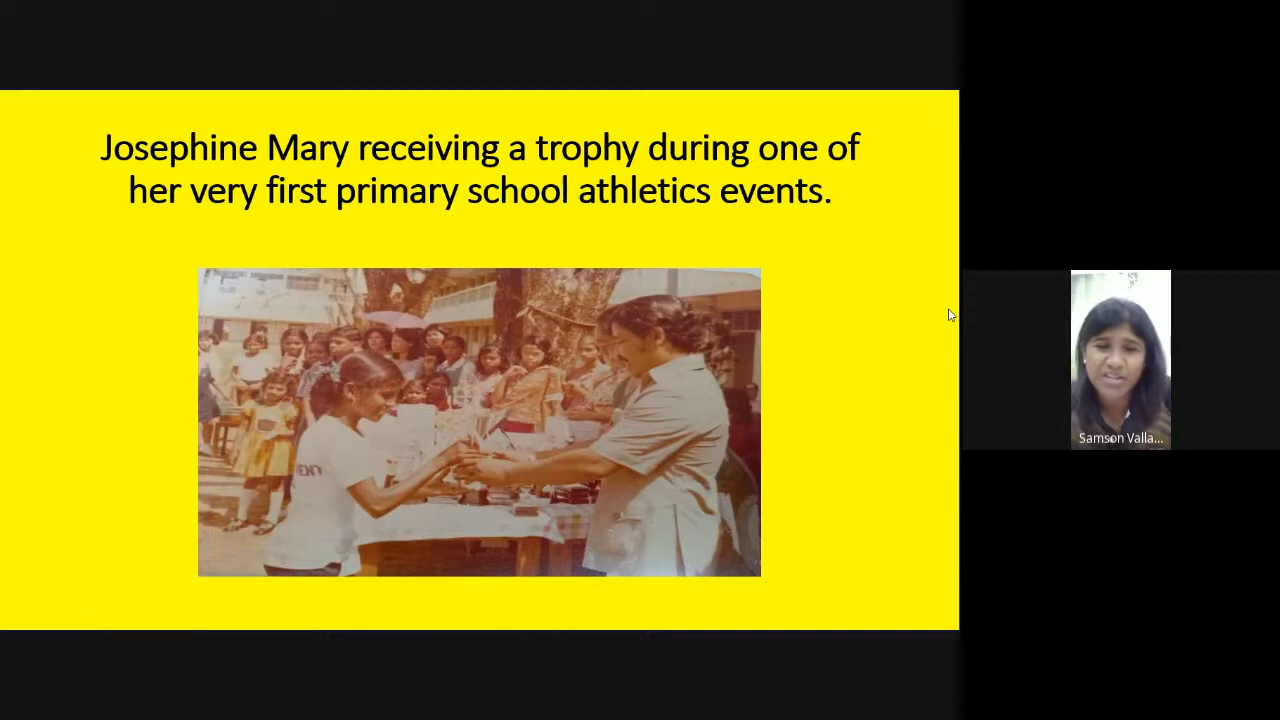 Josephine Mary receiving a trophy during one of
her very first primary school athletics events.
Samson Valla...